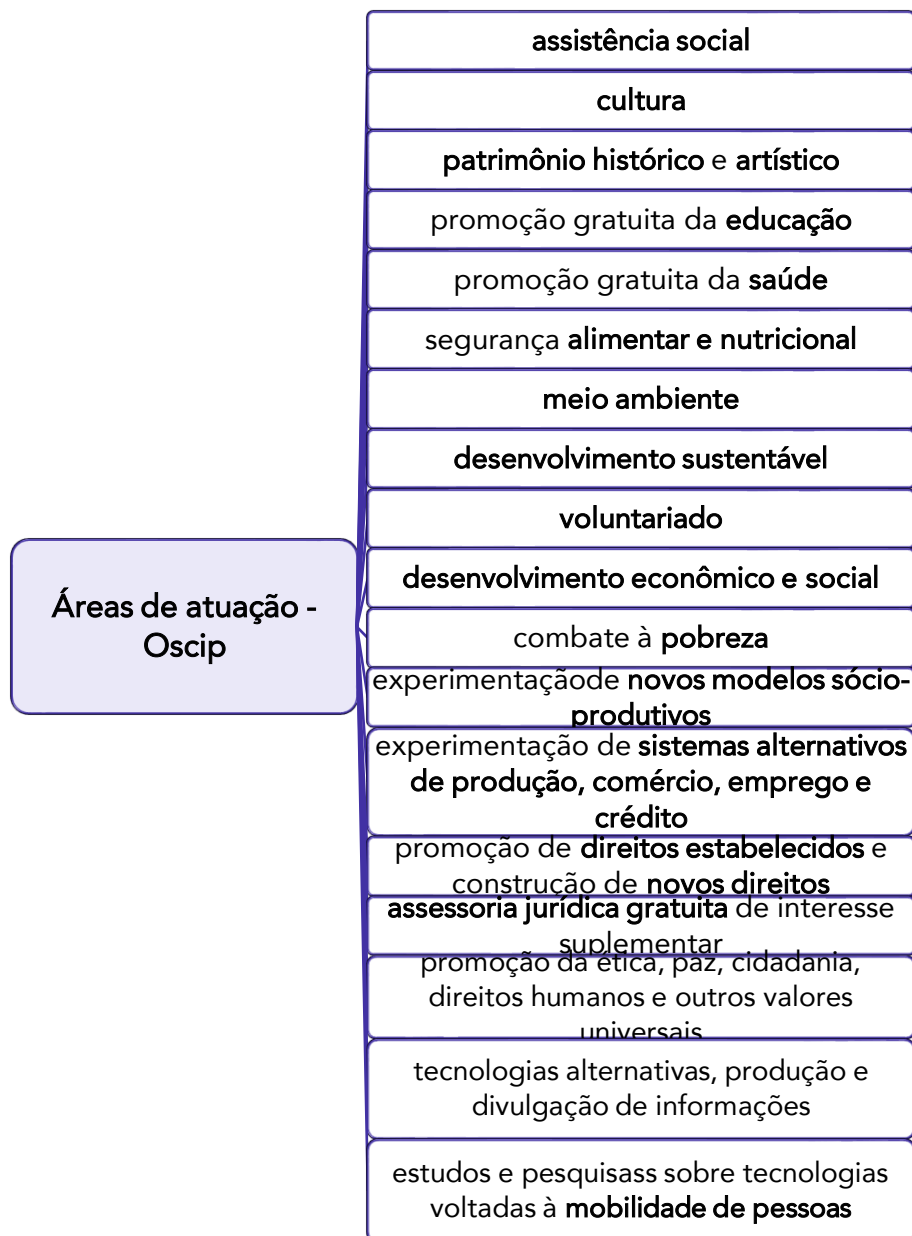 assistência social
cultura
patrimônio histórico e artístico
promoção gratuita da educação
promoção gratuita da saúde
segurança alimentar e nutricional
meio ambiente
desenvolvimento sustentável
voluntariado
desenvolvimento econômico e social
Áreas de atuação -
Oscip
combate à pobreza
experimentaçãode novos modelos sócio-
produtivos
experimentação de sistemas alternativos
de produção, comércio, emprego e
crédito
promoção de direitos estabelecidos e
construção de novos direitos
assessoria jurídica gratuita de interesse
suplementar
promoção da ética, paz, cidadania,
direitos humanos e outros valores
universais
tecnologias alternativas, produção e
divulgação de informações
estudos e pesquisass sobre tecnologias
voltadas à mobilidade de pessoas